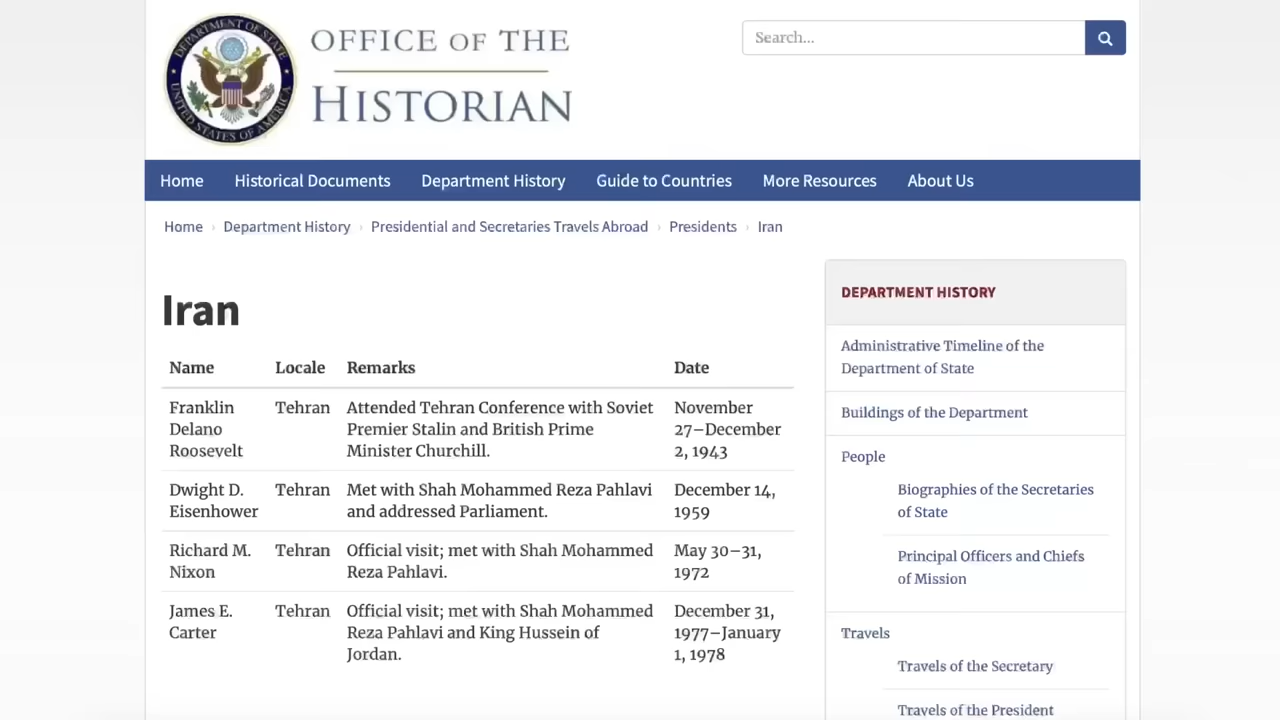 DEPARTMENT OF STATE
UNITED STATES OF AMERICA
OFFICE OF THE
HISTORIAN
Search...
Home Historical Documents Department History Guide to Countries More Resources About Us
Home › Department History › Presidential and Secretaries Travels Abroad › Presidents › Iran
Iran
Name Locale Remarks Date
Franklin Tehran Attended Tehran Conference with Soviet November
Delano Premier Stalin and British Prime 27–December
Roosevelt Minister Churchill. 2, 1943
Dwight D. Tehran Met with Shah Mohammed Reza Pahlavi December 14,
Eisenhower and addressed Parliament. 1959
Richard M. Tehran Official visit; met with Shah Mohammed May 30–31,
Nixon Reza Pahlavi. 1972
James E. Tehran Official visit; met with Shah Mohammed December 31,
Carter Reza Pahlavi and King Hussein of 1977–January
Jordan. 1, 1978
DEPARTMENT HISTORY
Administrative Timeline of the
Department of State
Buildings of the Department
People
Biographies of the Secretaries
of State
Principal Officers and Chiefs
of Mission
Travels
Travels of the Secretary
Travels of the President